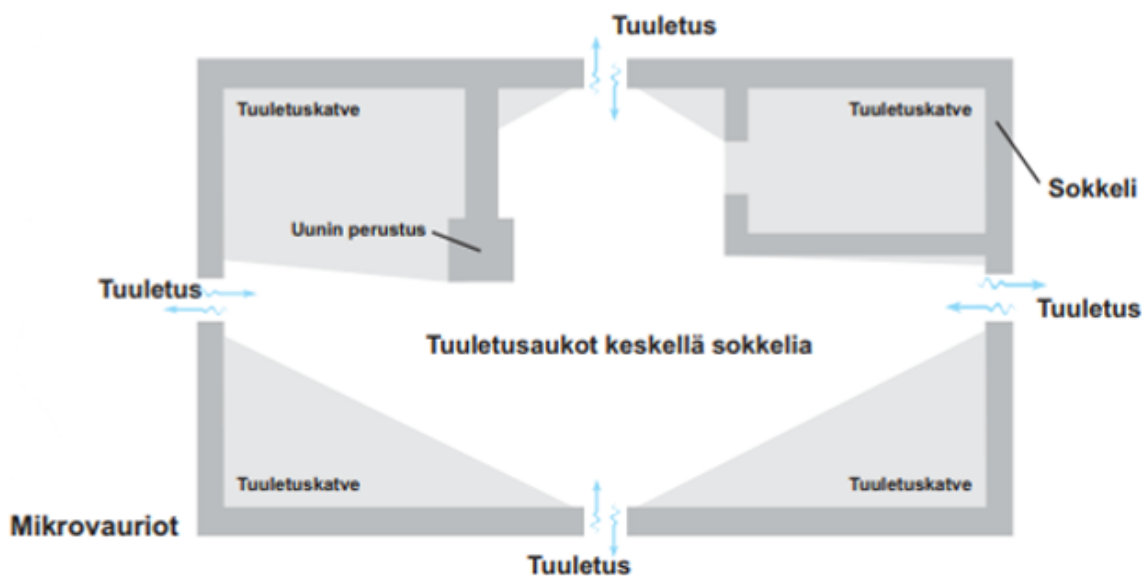 Tuuletus
Tuuletuskatve
Tuuletuskatve
Sokkeli
Uunin perustus
Tuuletus
Tuuletus
Tuuletusaukot keskellä sokkelia
Tuuletuskatve
Tuuletuskatve
Mikrovauriot
Tuuletus